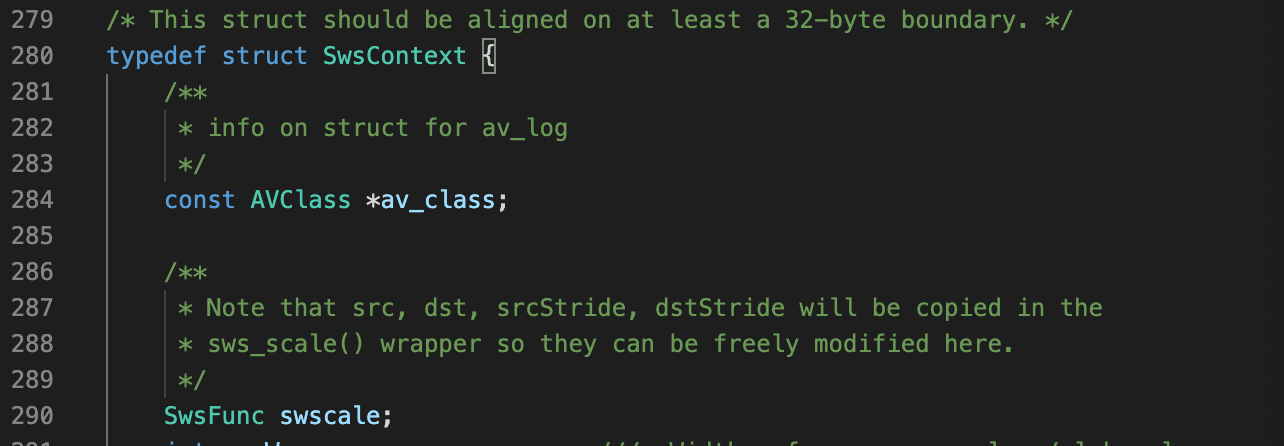 279 /* This struct should be aligned on at least a 32-byte boundary. */
280 typedef struct SwsContext {
281 /**
282 * info on struct for av_log
283 */
284 const AVClass *av_class;
285
286 /**
287 * Note that src, dst, srcStride, dstStride will be copied in the
288 * sws_scale() wrapper so they can be freely modified here.
289 */
290 SwsFunc swscale;